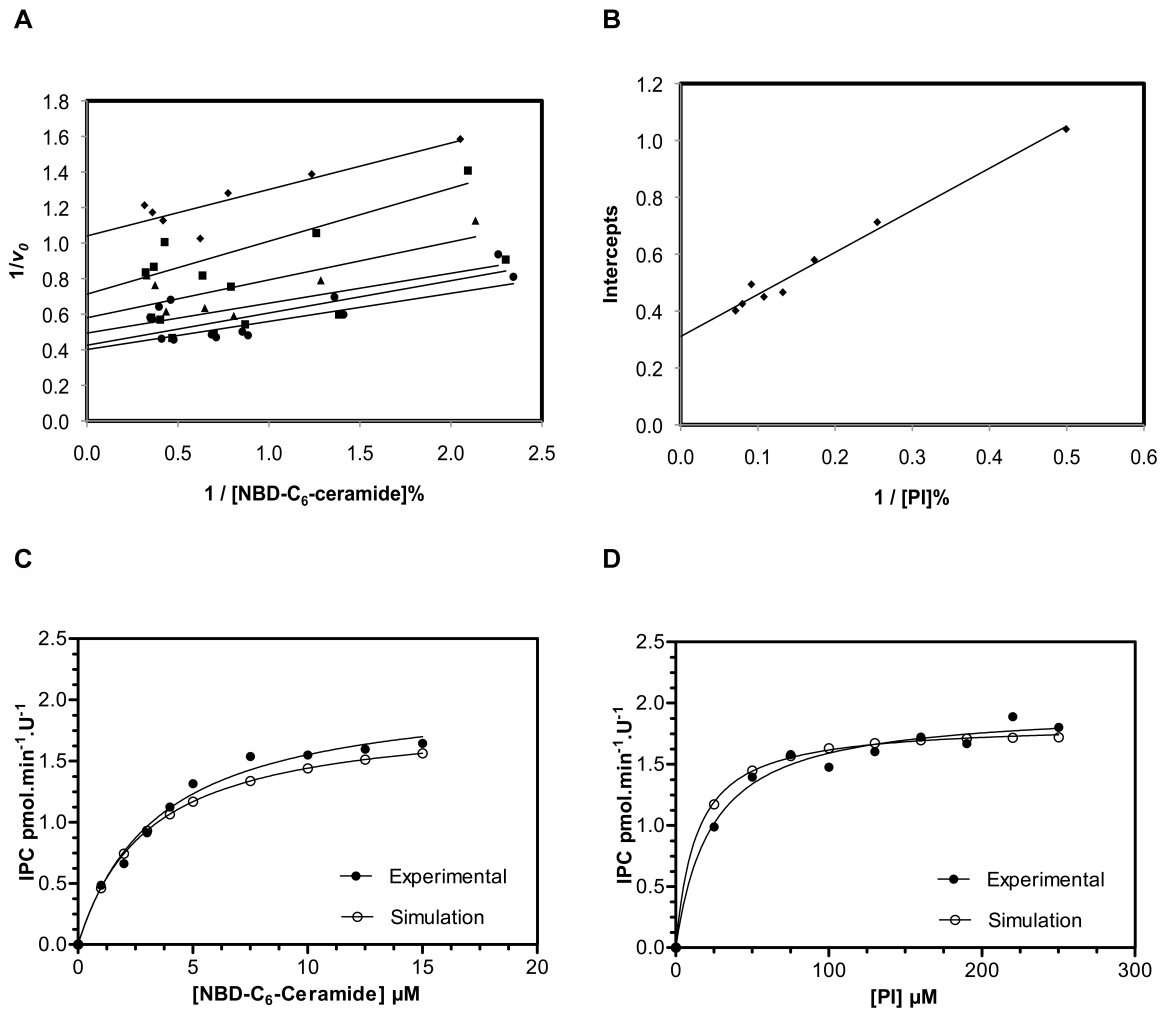 A
B
1.8
1.6
1.4
1.2
1.0
0.8
0.6
0.4
0.2
0.0
1/v0
0.0 0.5 1.0 1.5 2.0 2.5
1 / [NBD-C6-ceramide]%
1.2
1.0
0.8
0.6
0.4
0.2
0.0
Intercepts
0.0 0.1 0.2 0.3 0.4 0.5 0.6
1 / [PI]%
C
D
2.5
2.0
1.5
1.0
0.5
0.0
IPC pmol.min-1.U-1
Experimental
Simulation
0 5 10 15 20
[NBD-C6-Ceramide] µM
2.5
2.0
1.5
1.0
0.5
0.0
IPC pmol.min-1.U-1
Experimental
Simulation
0 100 200 300
[PI] µM